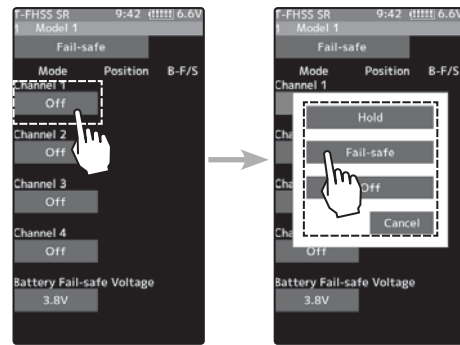 T-FHSS SR 9:42 6.6V
1 Model 1
Fail-safe
Mode Position B-F/S
Channel 1
Off
Channel 2
Off
Channel 3
Off
Channel 4
Off
Battery Fail-safe Voltage
3.8V
T-FHSS SR 9:42 6.6V
1 Model 1
Fail-safe
Mode Position B-F/S
Channel 1
Hold
Cha
Fail-safe
Cha
Off
Cha
Cancel
Off
Battery Fail-safe Voltage
3.8V